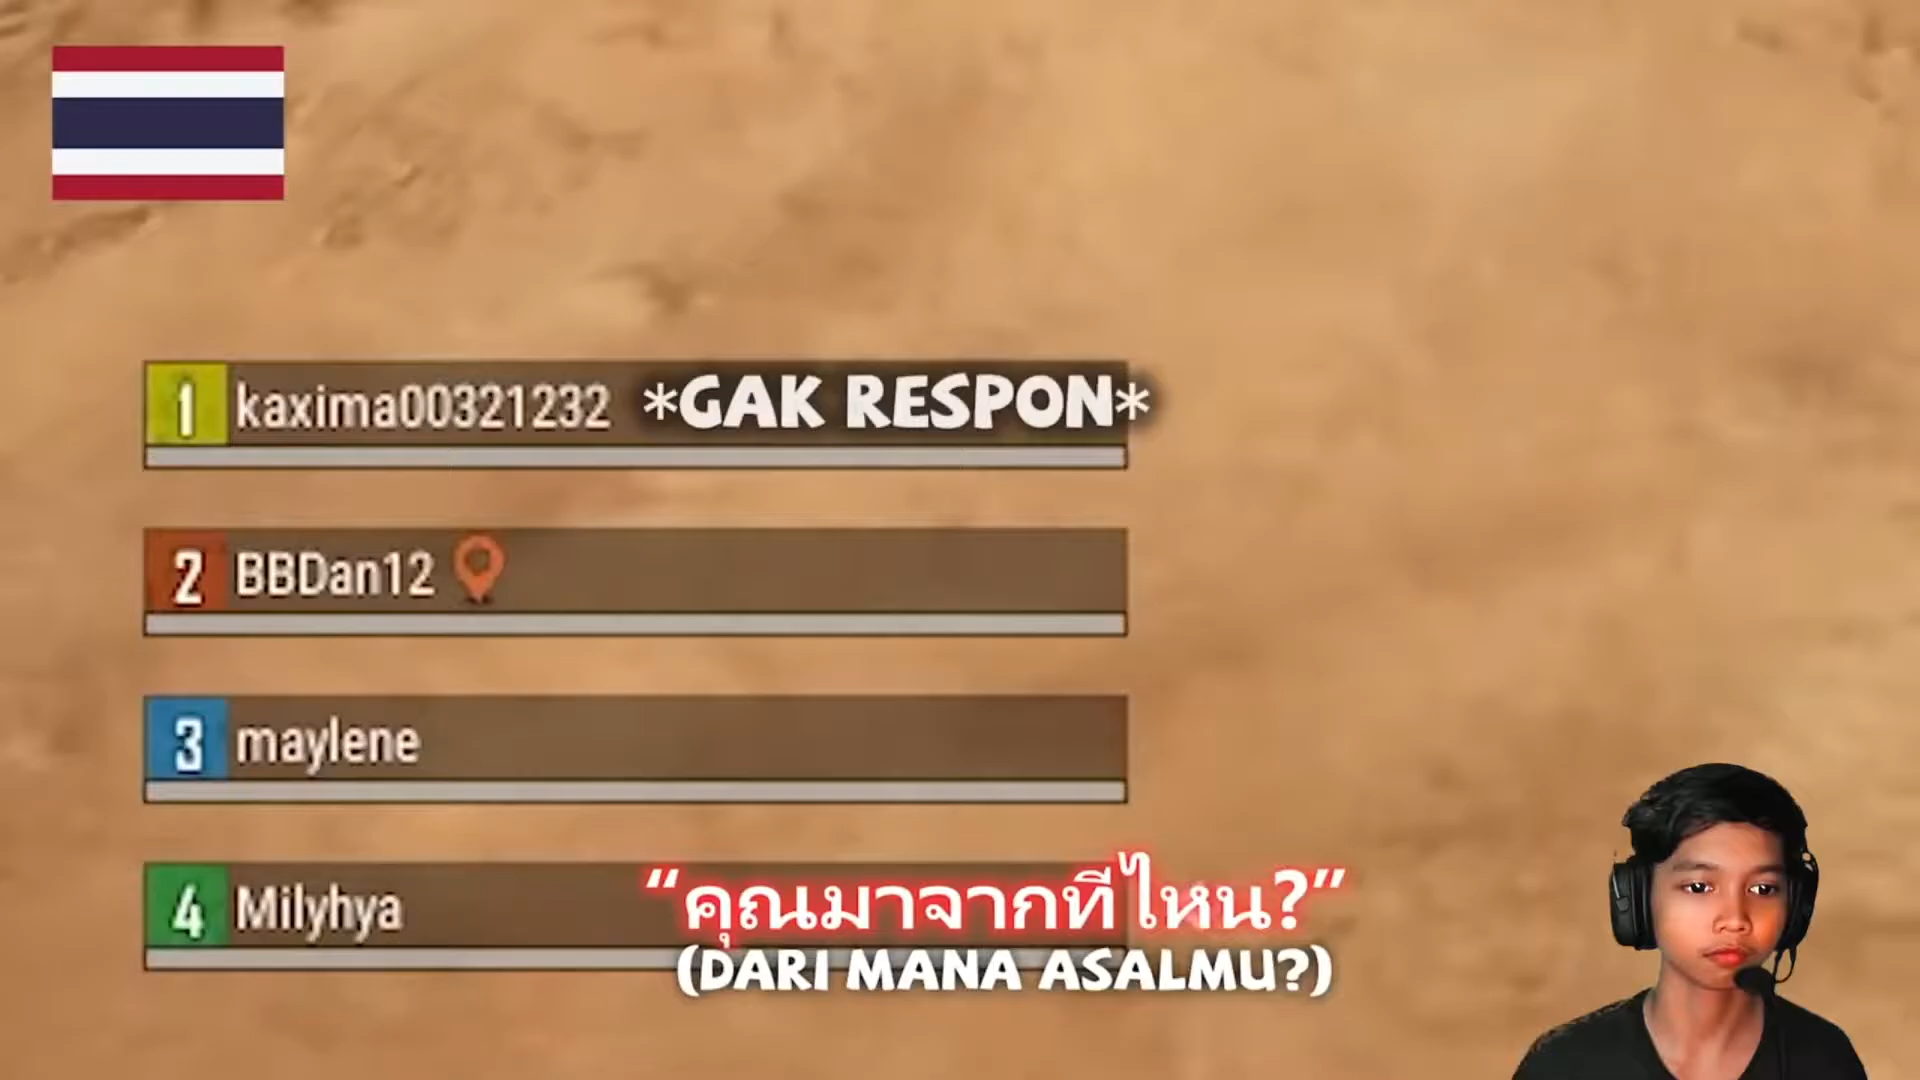 1 kaxima00321232 *GAK RESPON*
2 BBDan12
3 maylene
4 Milyhya
“คุณมาจากที่ไหน?”
(DARI MANA ASALMU?)